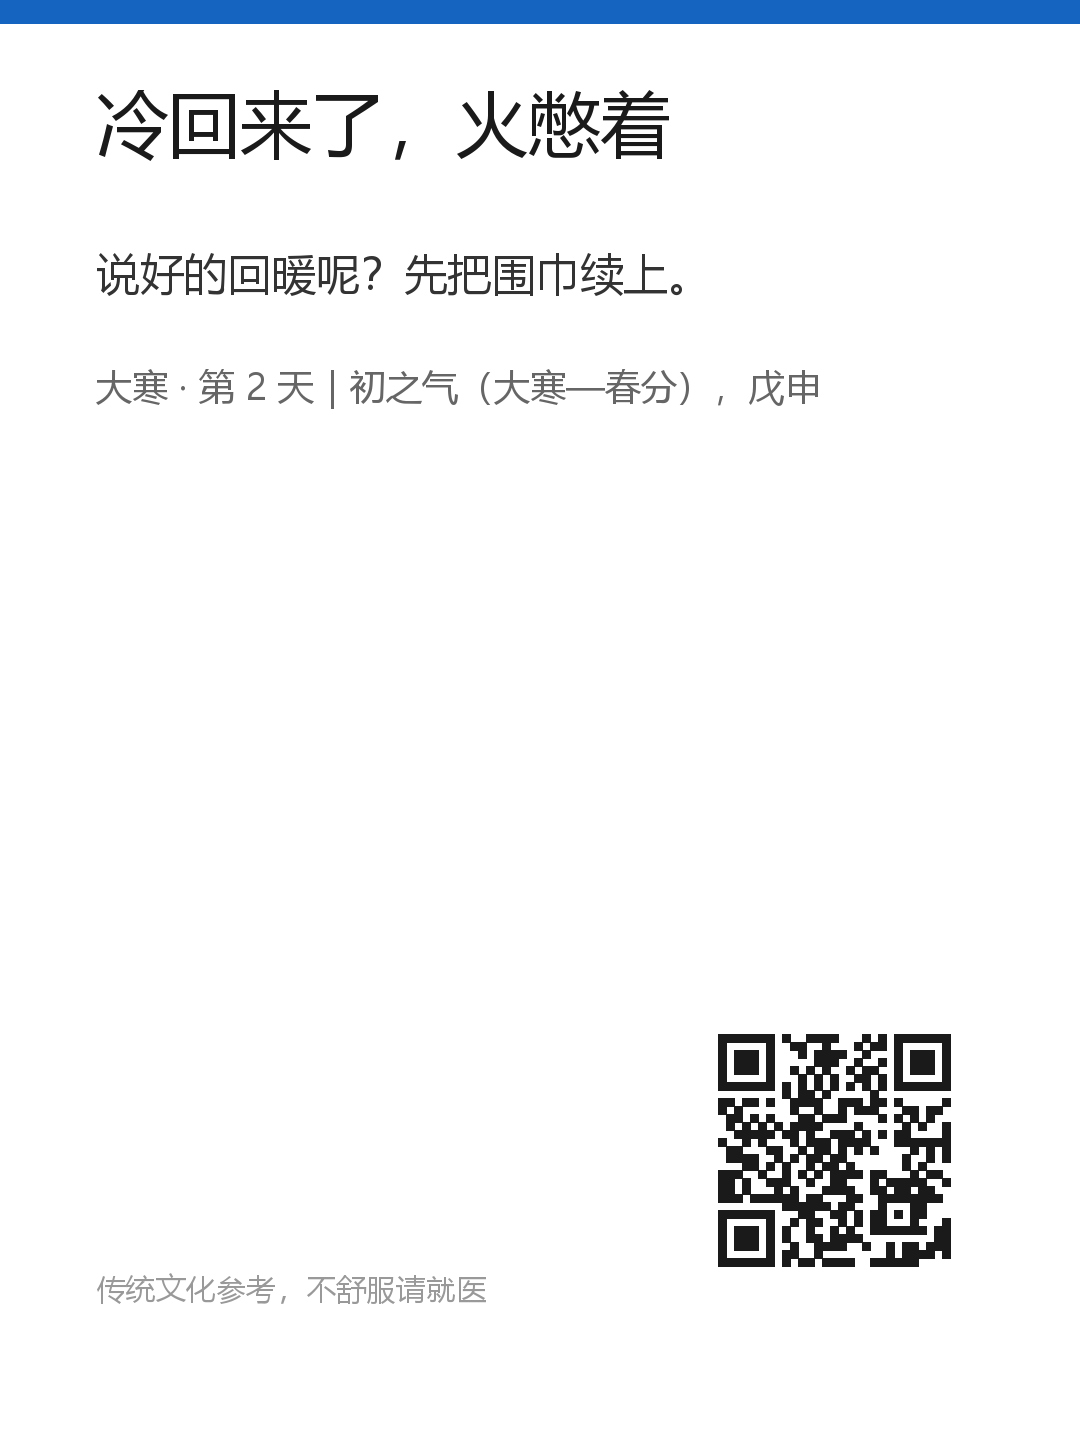 冷回来了，火憋着
说好的回暖呢？先把围巾续上。
大寒 · 第 2 天 | 初之气（大寒—春分），戊申
传统文化参考，不舒服请就医